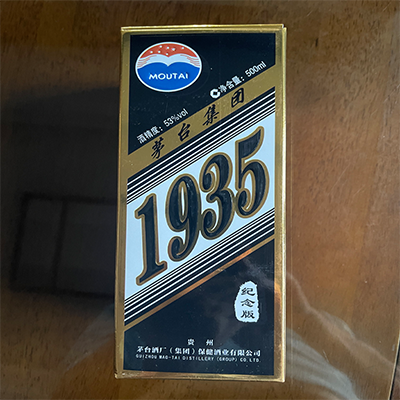 MOUTAI
净含量：500ml
酒精度：53%vol
茅台集团
1935
纪念版
贵州
茅台酒厂（集团）保健酒业有限公司
GUIZHOU MAO-TAI DISTILLERY (GROUP) CO.LTD